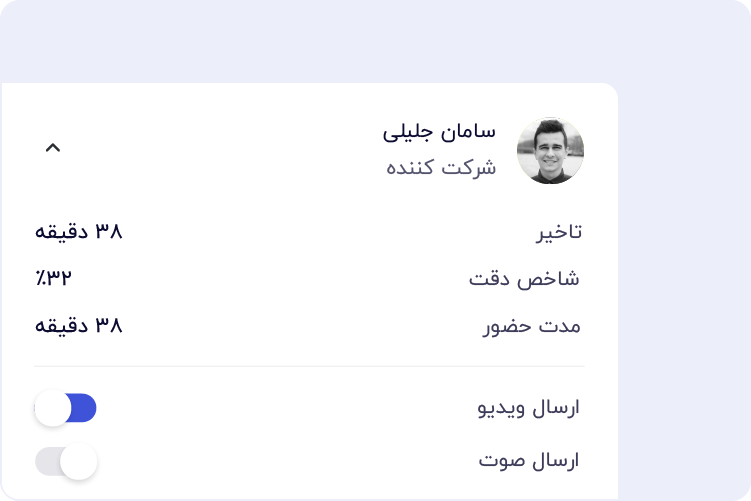 سامان جلیلی
شرکت کننده
تاخیر ۳۸ دقیقه
شاخص دقت ٪۳۲
مدت حضور ۳۸ دقیقه
ارسال ویدیو
ارسال صوت